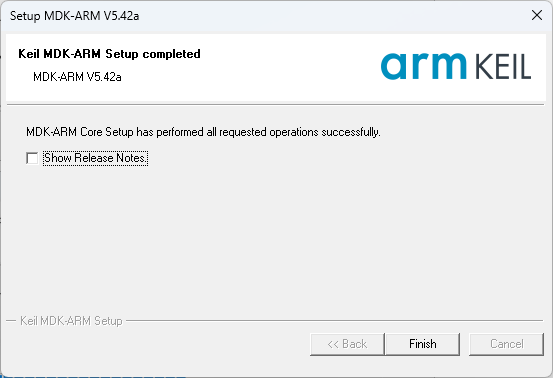 Setup MDK-ARM V5.42a
Keil MDK-ARM Setup completed
MDK-ARM V5.42a
arm KEIL
MDK-ARM Core Setup has performed all requested operations successfully.
Show Release Notes.
Keil MDK-ARM Setup
<< Back
Finish
Cancel